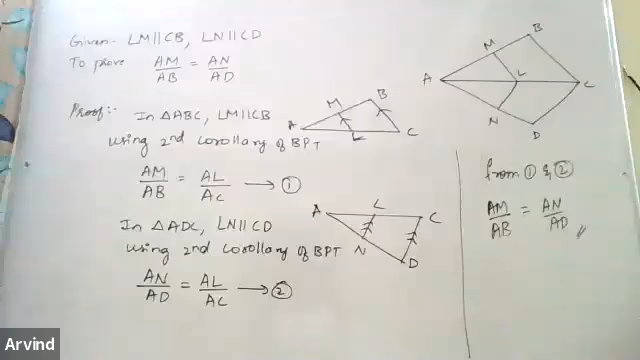 Given:- LM||CB, LN||CD
To prove AM/AB = AN/AD
Proof:- In △ABC, LM||CB
using 2nd corollary of BPT
AM/AB = AL/AC → ①
In △ADC, LN||CD
using 2nd corollary of BPT
AN/AD = AL/AC → ②
A M B L C
A L C N D
A M B L C N D
from ① & ②
AM/AB = AN/AD //
Arvind